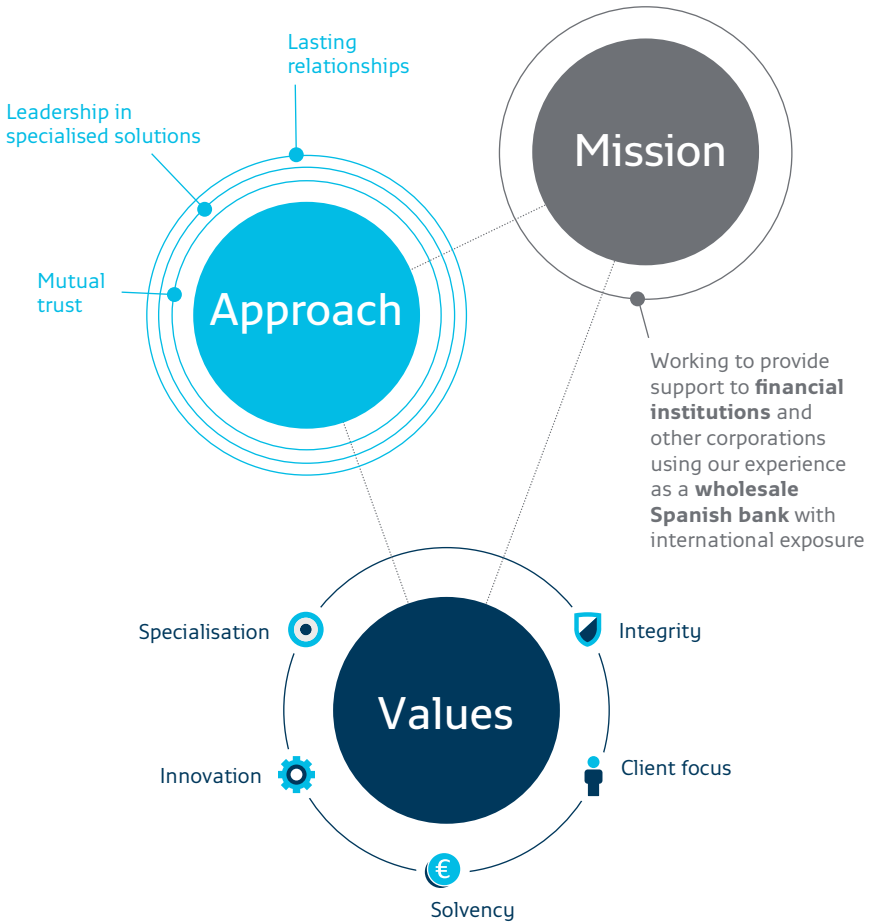 Lasting
relationships
Leadership in
specialised solutions
Mutual
trust
Approach
Mission
Working to provide
support to financial
institutions and
other corporations
using our experience
as a wholesale
Spanish bank with
international exposure
Values
Specialisation
Integrity
Innovation
Client focus
€
Solvency